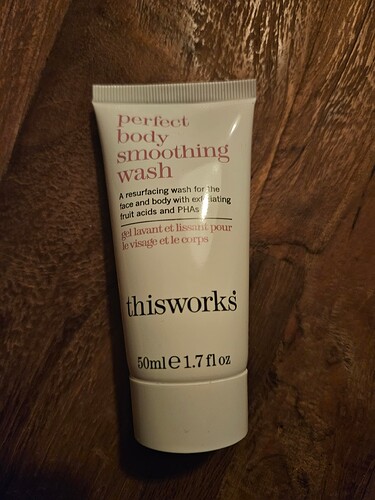 perfect
body
smoothing
wash
A resurfacing wash for the
face and body with exfoliating
fruit acids and PHAs
gel lavant et lissant pour
le visage et le corps
thisworks
50ml e 1.7 fl oz